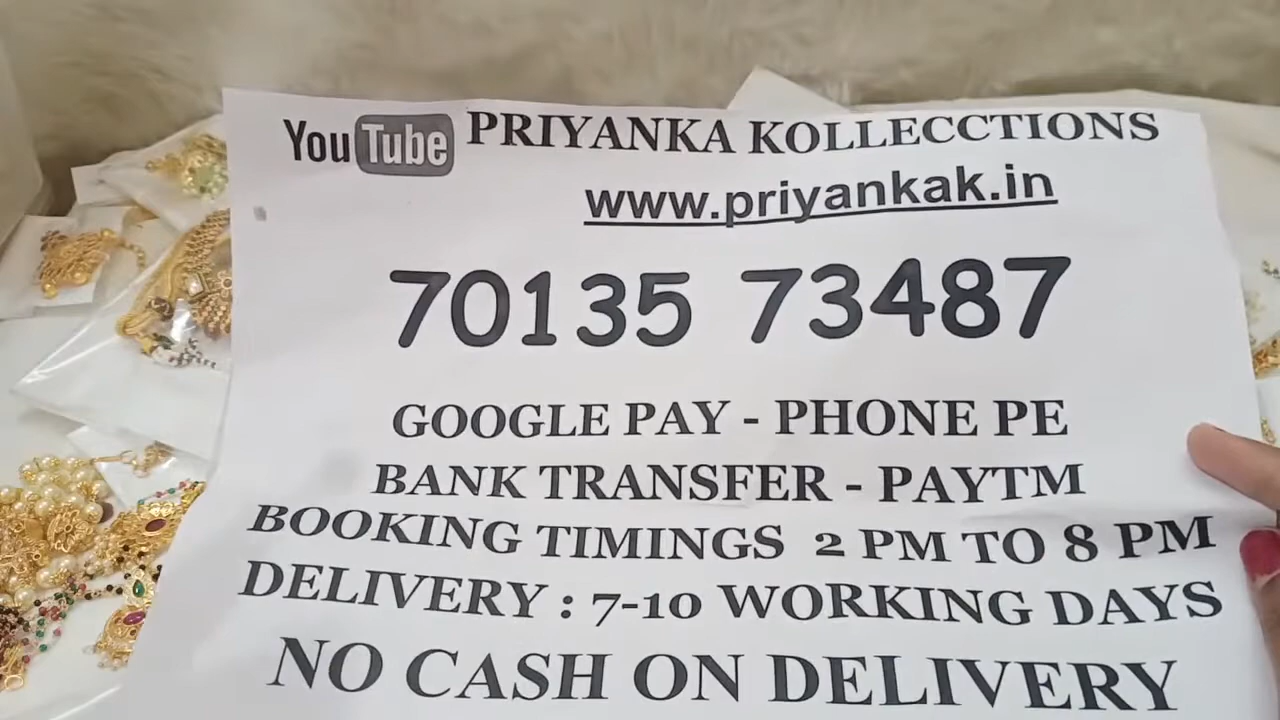 YouTube PRIYANKA KOLLECCTIONS
www.priyankak.in
70135 73487
GOOGLE PAY - PHONE PE
BANK TRANSFER - PAYTM
BOOKING TIMINGS 2 PM TO 8 PM
DELIVERY : 7-10 WORKING DAYS
NO CASH ON DELIVERY